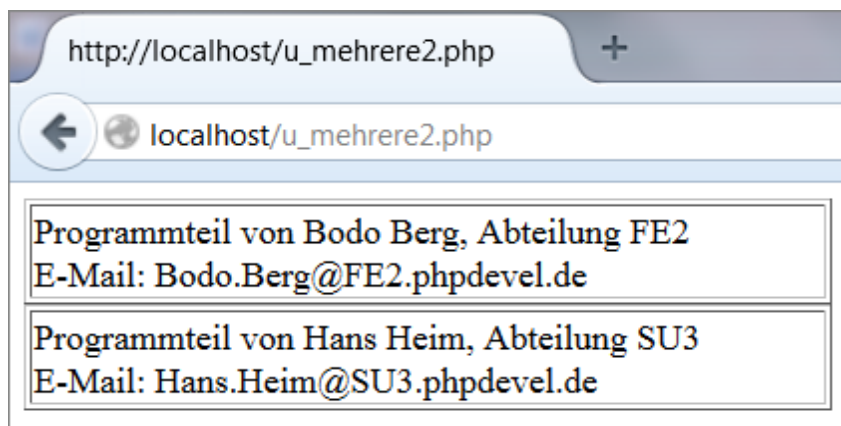 http://localhost/u_mehrere2.php
localhost/u_mehrere2.php
Programmteil von Bodo Berg, Abteilung FE2
E-Mail: Bodo.Berg@FE2.phpdevel.de
Programmteil von Hans Heim, Abteilung SU3
E-Mail: Hans.Heim@SU3.phpdevel.de